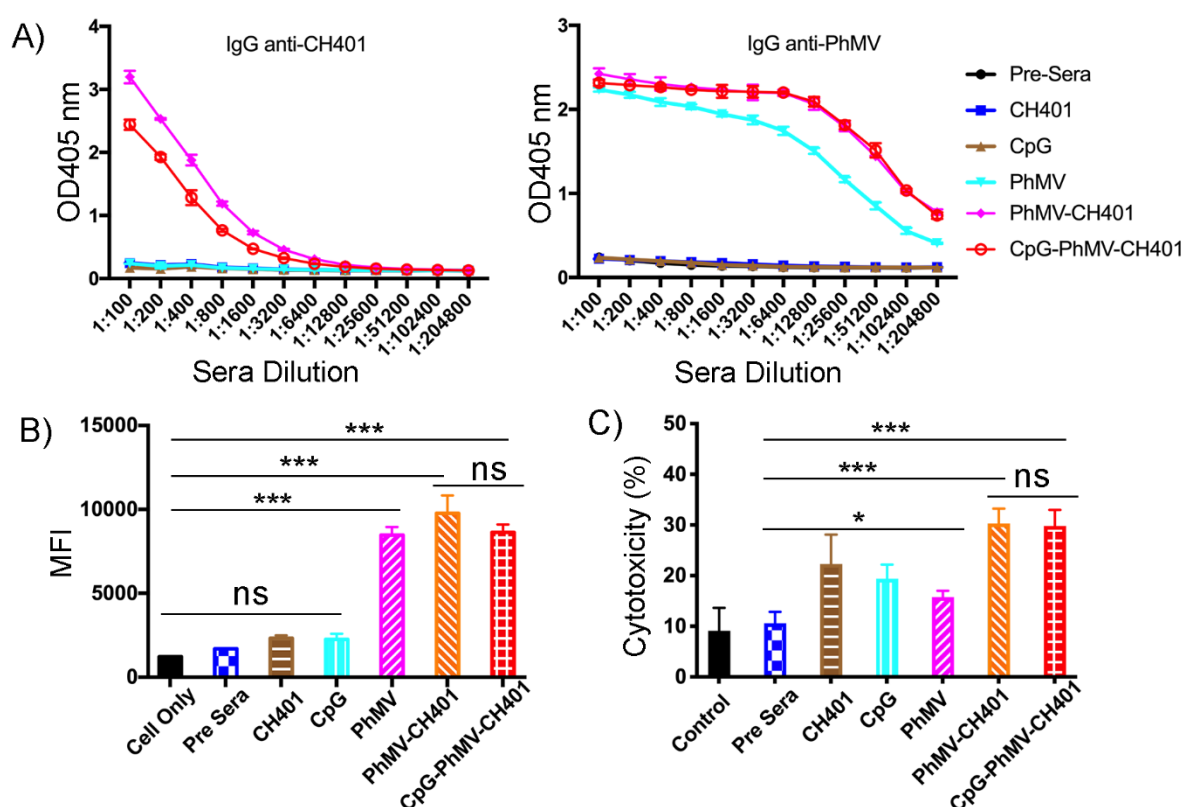 A)
IgG anti-CH401
OD405 nm
4
3
2
1
0
1:100
1:200
1:400
1:800
1:1600
1:3200
1:6400
1:12800
1:25600
1:51200
1:102400
1:204800
Sera Dilution
IgG anti-PhMV
OD405 nm
3
2
1
0
1:100
1:200
1:400
1:800
1:1600
1:3200
1:6400
1:12800
1:25600
1:51200
1:1024000
1:204800
Sera Dilution
Pre-Sera
CH401
CpG
PhMV
PhMV-CH401
CpG-PhMV-CH401
B)
MFI
15000
10000
5000
0
***
***
ns
***
ns
Cell Only
Pre Sera
CH401
CpG
PhMV
PhMV-CH401
CpG-PhMV-CH401
C)
Cytotoxicity (%)
50
40
30
20
10
0
***
***
ns
*
Control
Pre Sera
CH401
CpG
PhMV
PhMV-CH401
CpG-PhMV-CH401